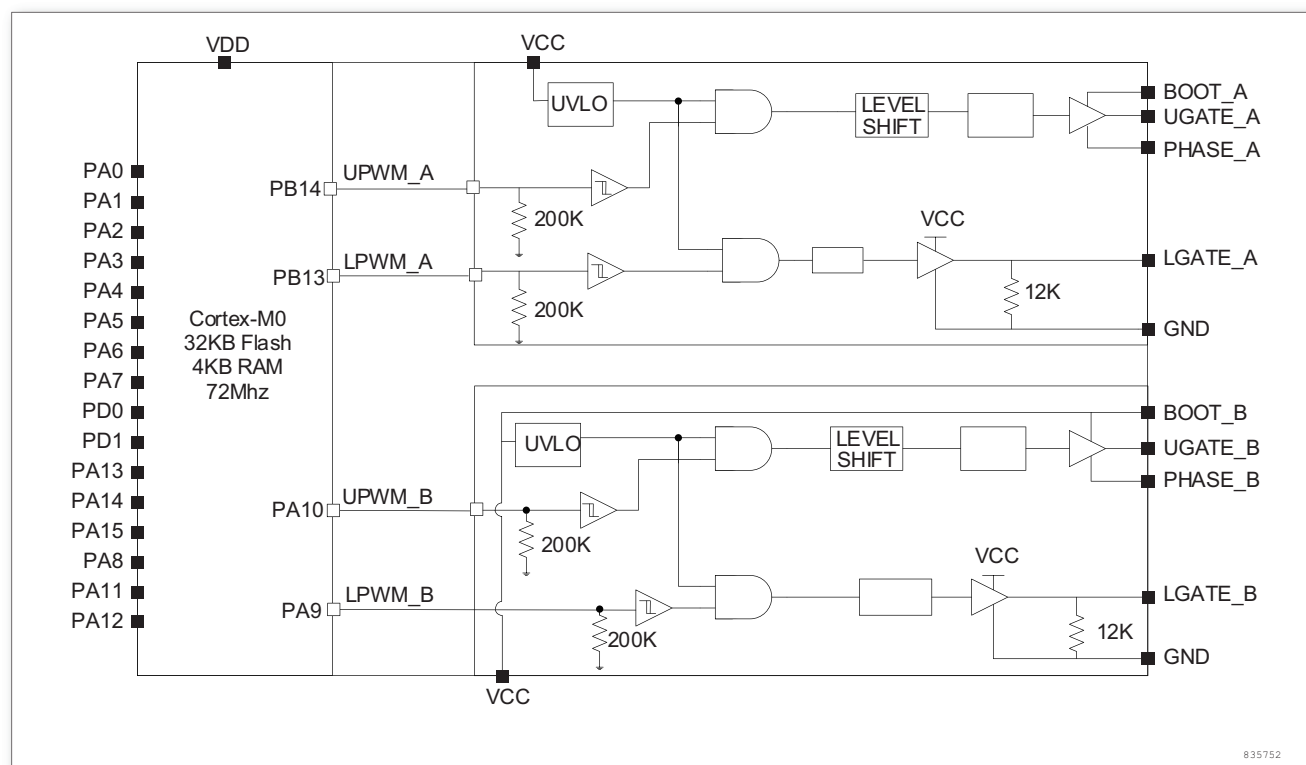 VDD
VCC
UVLO
LEVEL
SHIFT
BOOT_A
UGATE_A
PHASE_A
PA0
PA1
PA2
PA3
PA4
PA5
PA6
PA7
PD0
PD1
PA13
PA14
PA15
PA8
PA11
PA12
PB14
UPWM_A
200K
PB13
LPWM_A
200K
VCC
LGATE_A
12K
GND
Cortex-M0
32KB Flash
4KB RAM
72Mhz
BOOT_B
UVLO
LEVEL
SHIFT
UGATE_B
PHASE_B
PA10
UPWM_B
200K
VCC
PA9
LPWM_B
200K
LGATE_B
12K
GND
VCC
835752